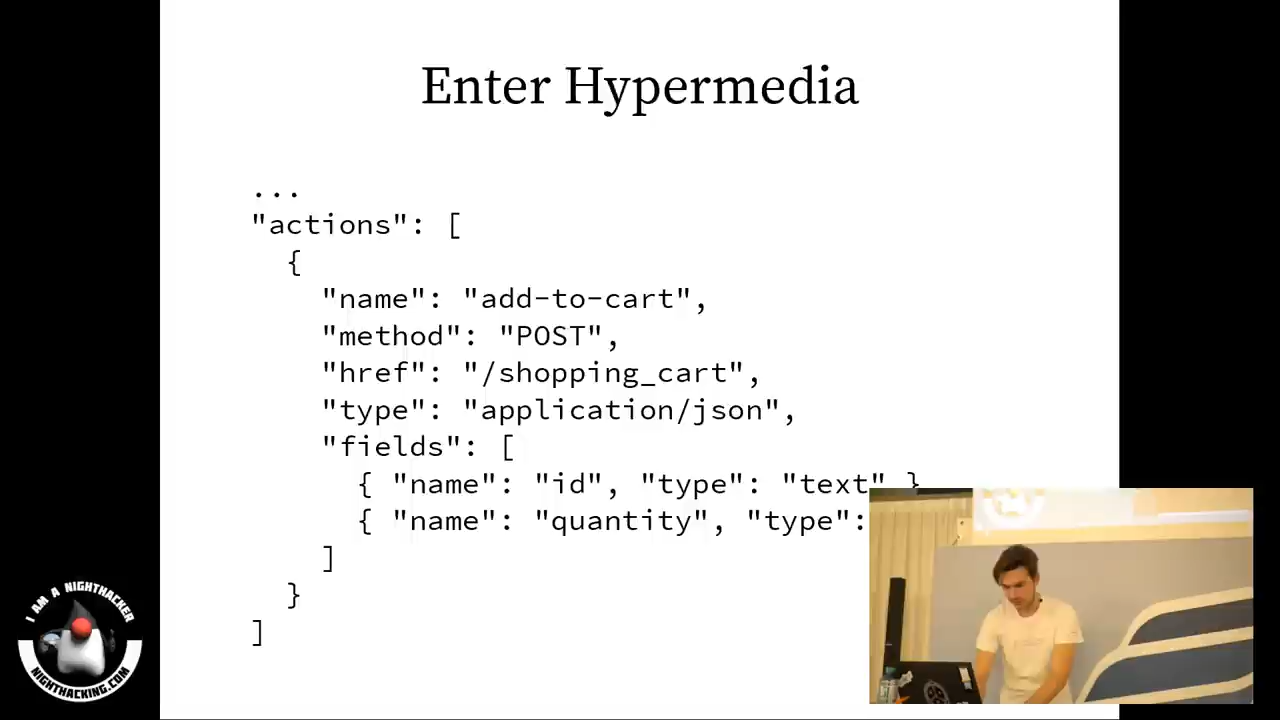 Enter Hypermedia
...
"actions": [
{
"name": "add-to-cart",
"method": "POST",
"href": "/shopping_cart",
"type": "application/json",
"fields": [
{ "name": "id", "type": "text" }
{ "name": "quantity", "type":
]
}
]
I AM A NIGHTHACKER
NIGHTHACKING.COM